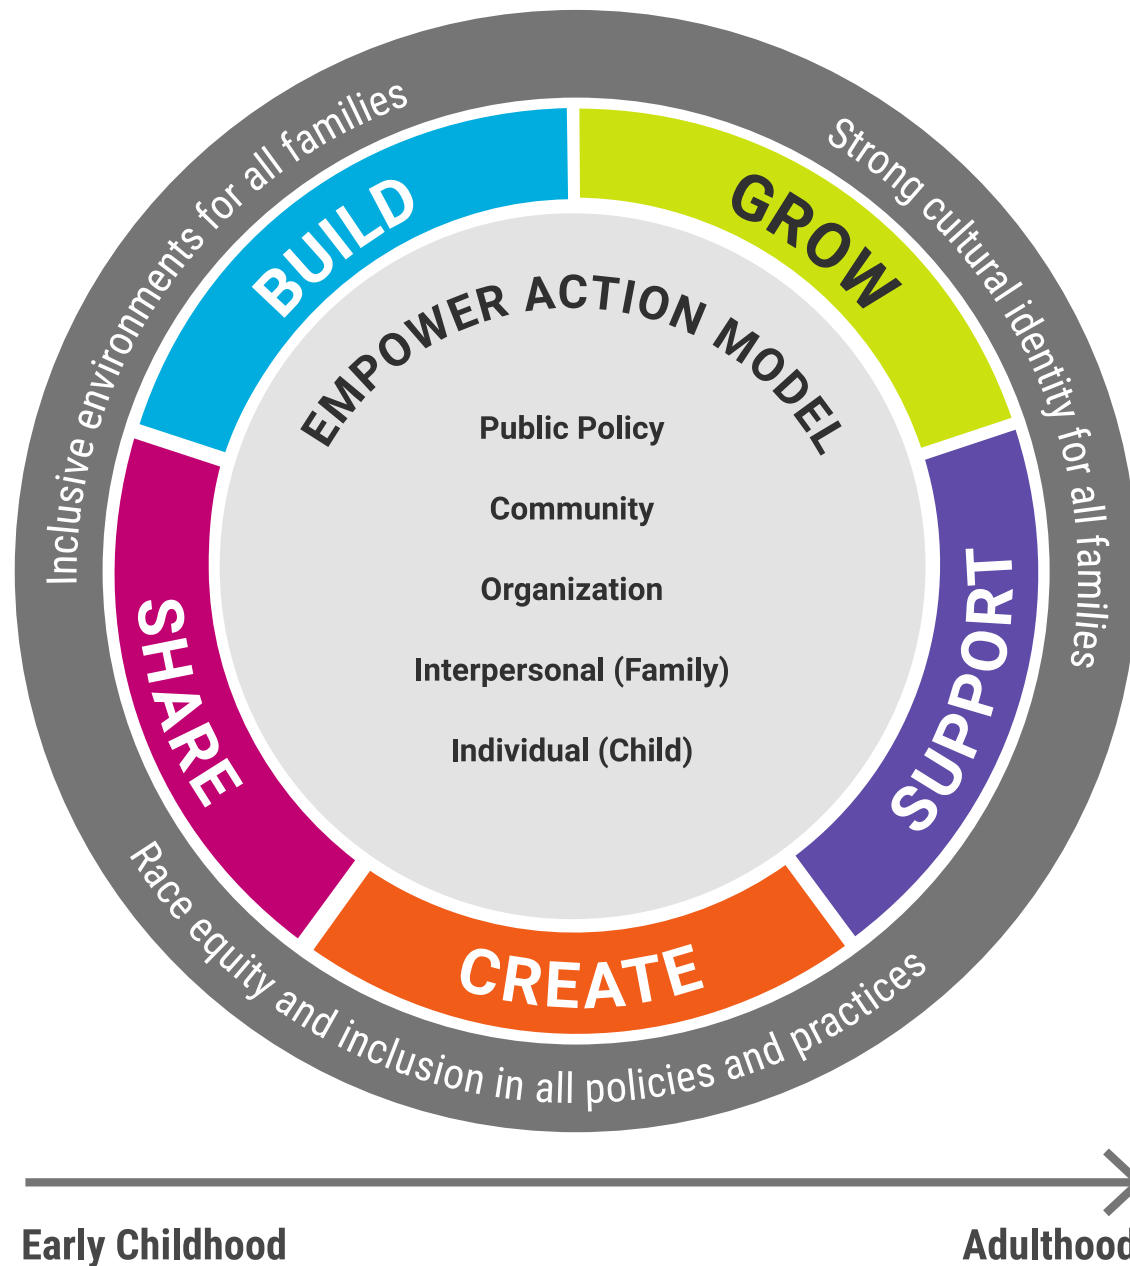 Inclusive environments for all families
Strong cultural identity for all families
BUILD
GROW
EMPOWER ACTION MODEL
Public Policy
Community
Organization
Interpersonal (Family)
Individual (Child)
SHARE
SUPPORT
CREATE
Race equity and inclusion in all policies and practices
Early Childhood
Adulthood